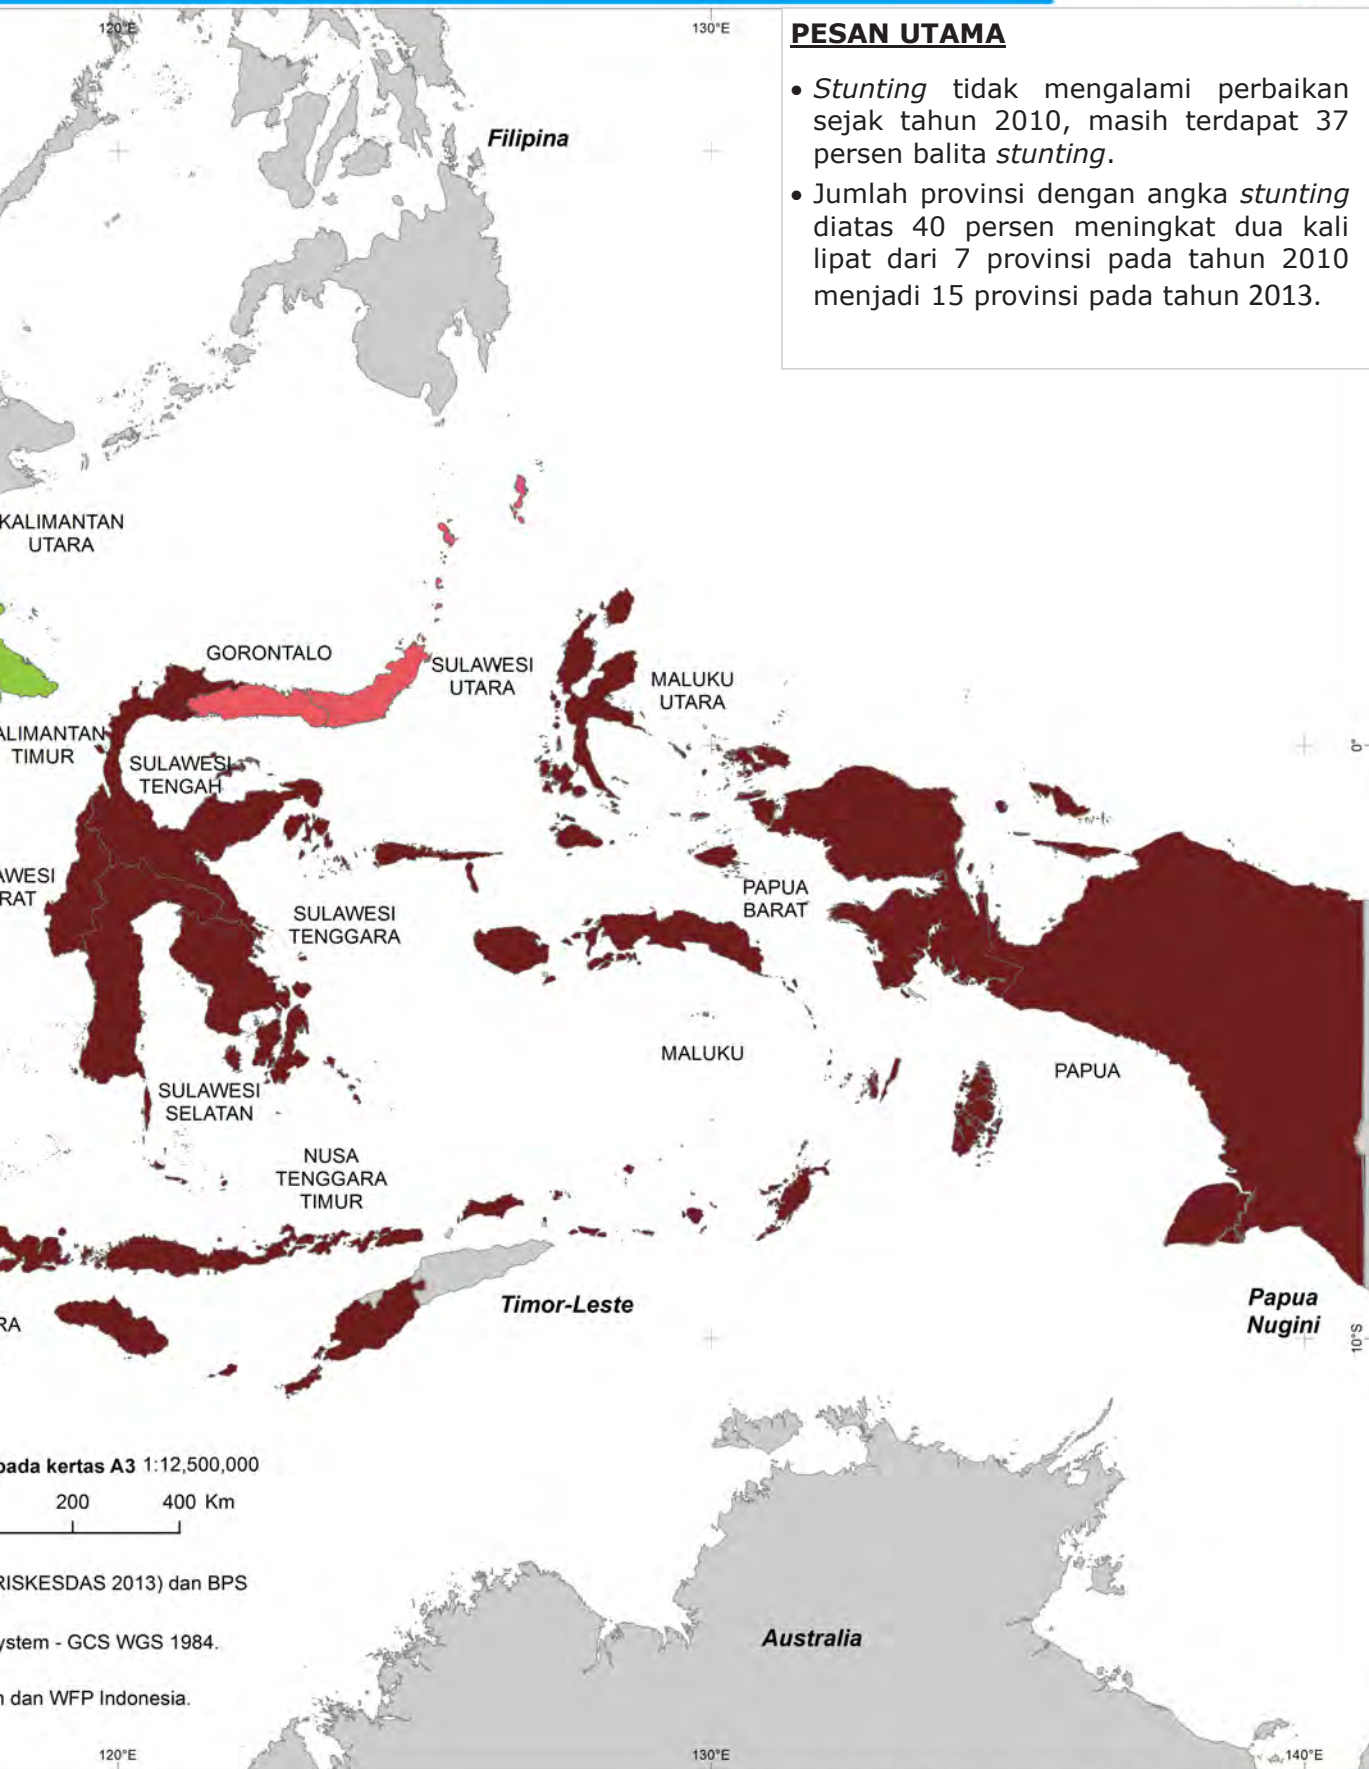 120°E
130°E
PESAN UTAMA
• Stunting tidak mengalami perbaikan
sejak tahun 2010, masih terdapat 37
persen balita stunting.
• Jumlah provinsi dengan angka stunting
diatas 40 persen meningkat dua kali
lipat dari 7 provinsi pada tahun 2010
menjadi 15 provinsi pada tahun 2013.
Filipina
KALIMANTAN
UTARA
GORONTALO
SULAWESI
UTARA
MALUKU
UTARA
ALIMANTAN
TIMUR
0°
SULAWESI
TENGAH
AWESI
RAT
PAPUA
BARAT
SULAWESI
TENGGARA
MALUKU
PAPUA
SULAWESI
SELATAN
NUSA
TENGGARA
TIMUR
Timor-Leste
Papua
Nugini
RA
10°S
pada kertas A3 1:12,500,000
200 400 Km
RISKESDAS 2013) dan BPS
ystem - GCS WGS 1984.
Australia
n dan WFP Indonesia.
120°E
130°E
140°E